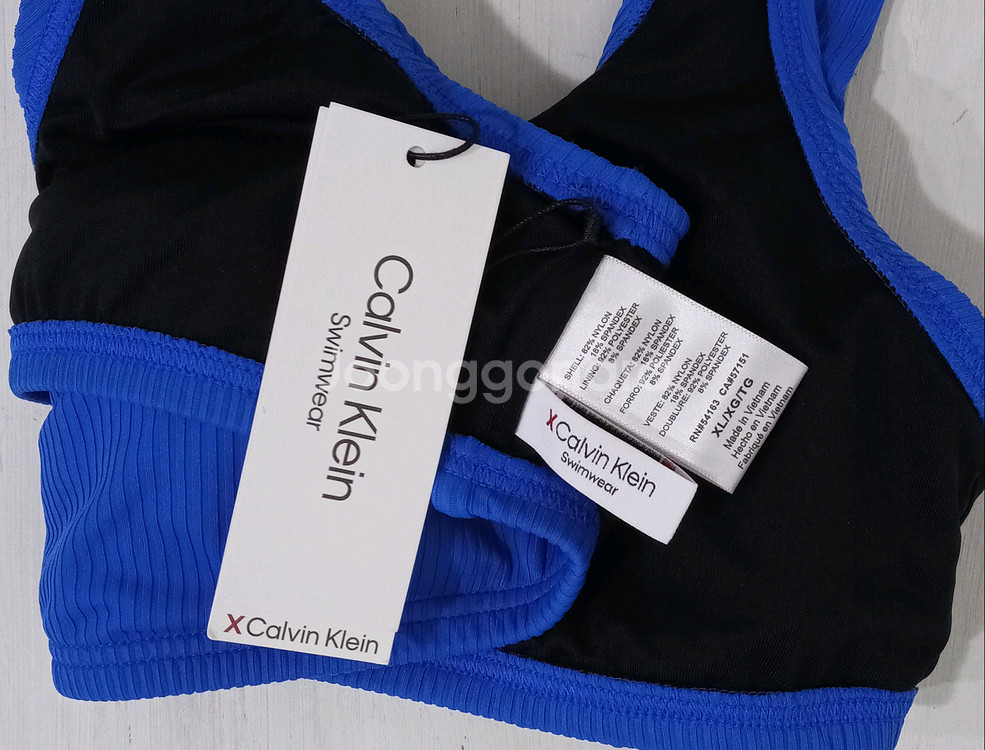 Calvin Klein
Swimwear
X Calvin Klein
SHELL: 82% NYLON
18% SPANDEX
LINING: 92% POLYESTER
8% SPANDEX
CHAQUETA: 82% NYLON
18% SPANDEX
FORRO: 92% POLIESTER
8% SPANDEX
VESTE: 82% NYLON
18% SPANDEX
DOUBLURE: 92% POLYESTER
8% SPANDEX
RN#54163 CA#57151
XL/XG/TG
Made in Vietnam
Hecho en Vietnam
Fabriqué en Vietnam
X Calvin Klein
Swimwear